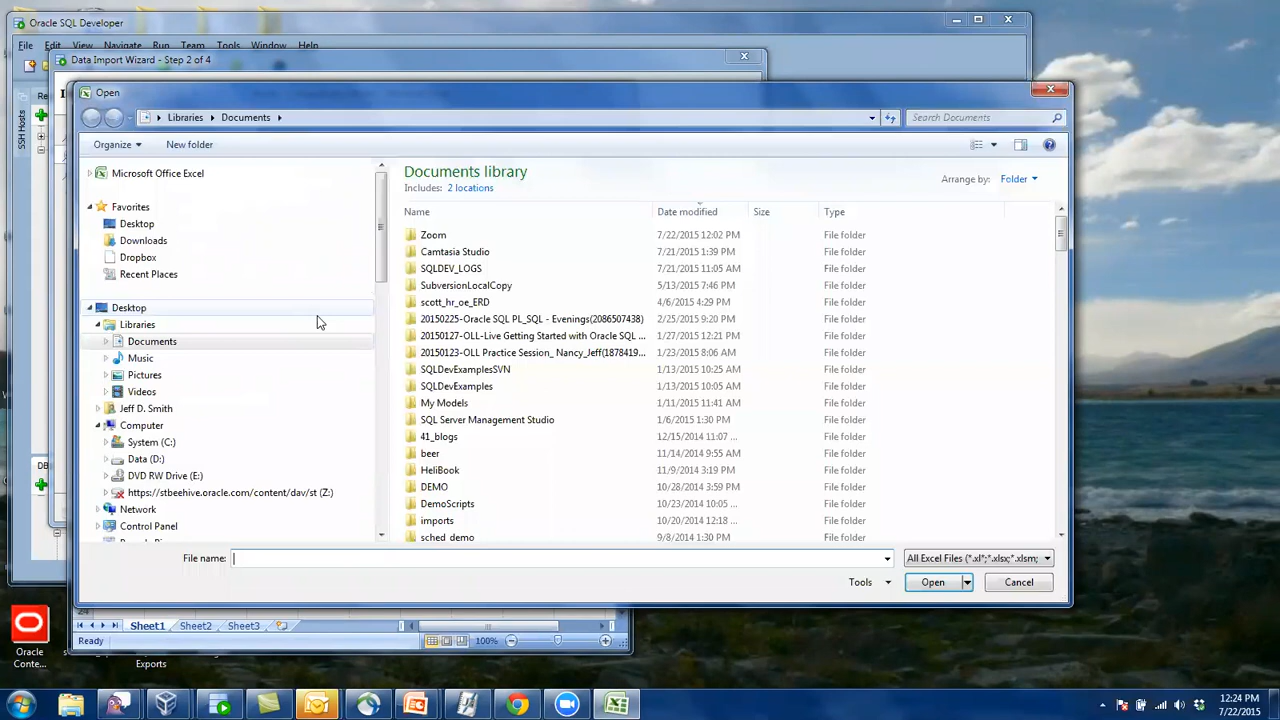 Oracle SQL Developer
File Edit View Navigate Run Team Tools Window Help
Data Import Wizard - Step 2 of 4
Open
Libraries Documents
Search Documents
Organize New folder
Microsoft Office Excel
Favorites
Desktop
Downloads
Dropbox
Recent Places
Desktop
Libraries
Documents
Music
Pictures
Videos
Jeff D. Smith
Computer
System (C:)
Data (D:)
DVD RW Drive (E:)
https://stbeehive.oracle.com/content/dav/st (Z:)
Network
Control Panel
Documents library
Includes: 2 locations
Arrange by: Folder
Name Date modified Size Type
Zoom 7/22/2015 12:02 PM File folder
Camtasia Studio 7/21/2015 1:39 PM File folder
SQLDEV_LOGS 7/21/2015 11:05 AM File folder
SubversionLocalCopy 5/13/2015 7:46 PM File folder
scott_hr_oe_ERD 4/6/2015 4:29 PM File folder
20150225-Oracle SQL PL_SQL - Evenings(2086507438) 2/25/2015 9:20 PM File folder
20150127-OLL-Live Getting Started with Oracle SQL ... 1/27/2015 12:21 PM File folder
20150123-OLL Practice Session_ Nancy_Jeff(1878419... 1/23/2015 8:06 AM File folder
SQLDevExamplesSVN 1/13/2015 10:25 AM File folder
SQLDevExamples 1/13/2015 10:05 AM File folder
My Models 1/11/2015 11:41 AM File folder
SQL Server Management Studio 1/6/2015 1:30 PM File folder
41_blogs 12/15/2014 11:07 ... File folder
beer 11/14/2014 9:55 AM File folder
HeliBook 11/9/2014 3:19 PM File folder
DEMO 10/28/2014 3:59 PM File folder
DemoScripts 10/23/2014 10:05 ... File folder
imports 10/20/2014 12:18 ... File folder
sched_demo 9/8/2014 1:30 PM File folder
File name:
All Excel Files (*.xl*;*.xlsx;*.xlsm;
Tools Open Cancel
SSH Hosts
Re
DB
24
Sheet1 Sheet2 Sheet3
Ready 100%
Oracle
Conte...
Exports
12:24 PM
7/22/2015